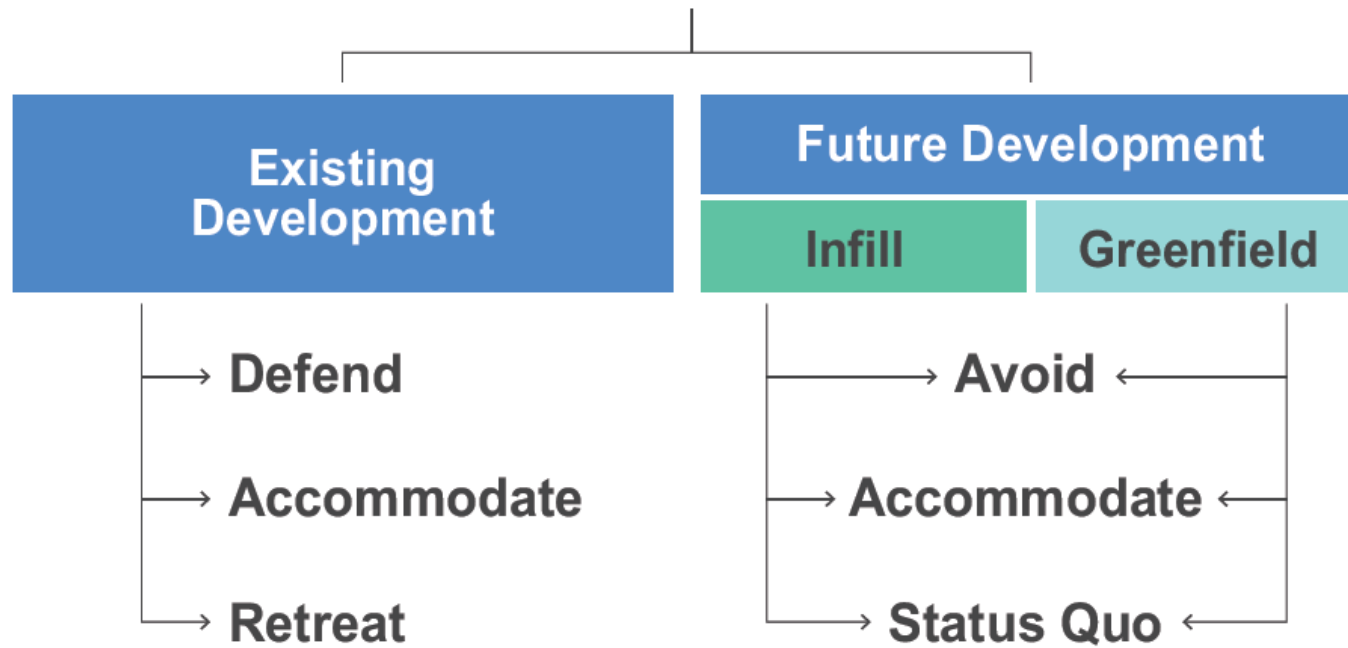 Existing
Development
Future Development
Infill
Greenfield
Defend
Accommodate
Retreat
Avoid
Accommodate
Status Quo